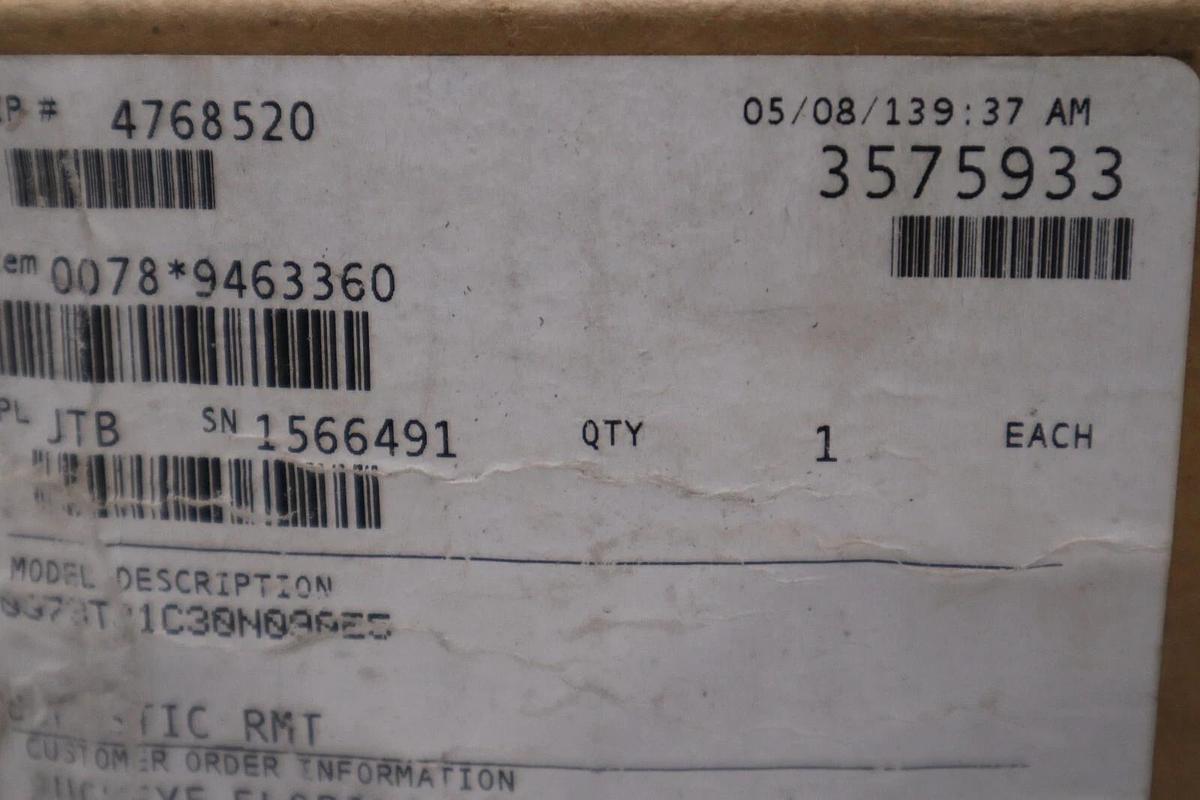 # 4768520
05/08/139:37 AM
3575933
em 0078*9463360
PL JTB SN 1566491 QTY 1 EACH
MODEL DESCRIPTION
TIC RMT
CUSTOMER ORDER INFORMATION